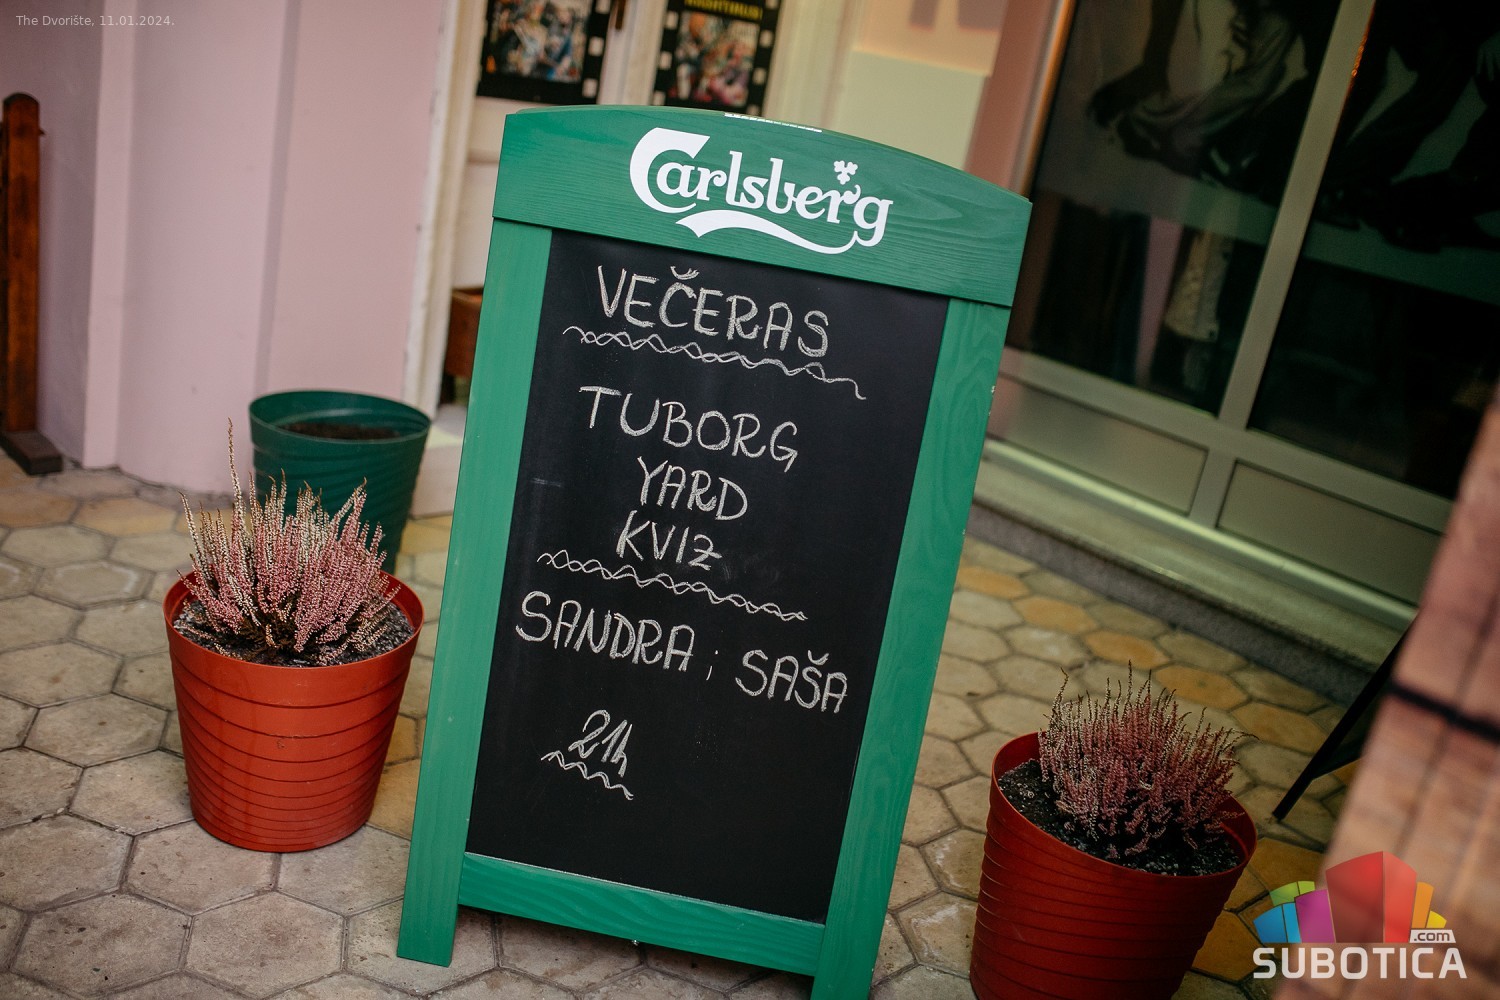 The Dvorište, 11.01.2024.
Carlsberg
VEČERAS
TUBORG
YARD
KVIZ
SANDRA i SAŠA
21h
.com
SUBOTICA